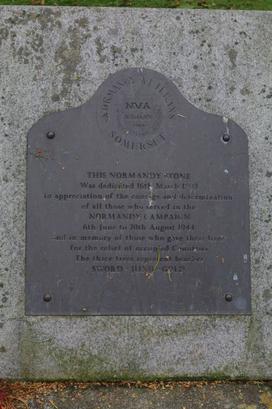 NORMANDY VETERANS
NVA
SOMERSET
THIS NORMANDY STONE
Was dedicated 16th March
in appreciation of the courage and determination
of all those who served in the
NORMANDY CAMPAIGN
6th June to 20th August 1944
and in memory of those who gave their lives
for the relief of occupied Countries
The three trees represent beaches
SWORD JUNO GOLD